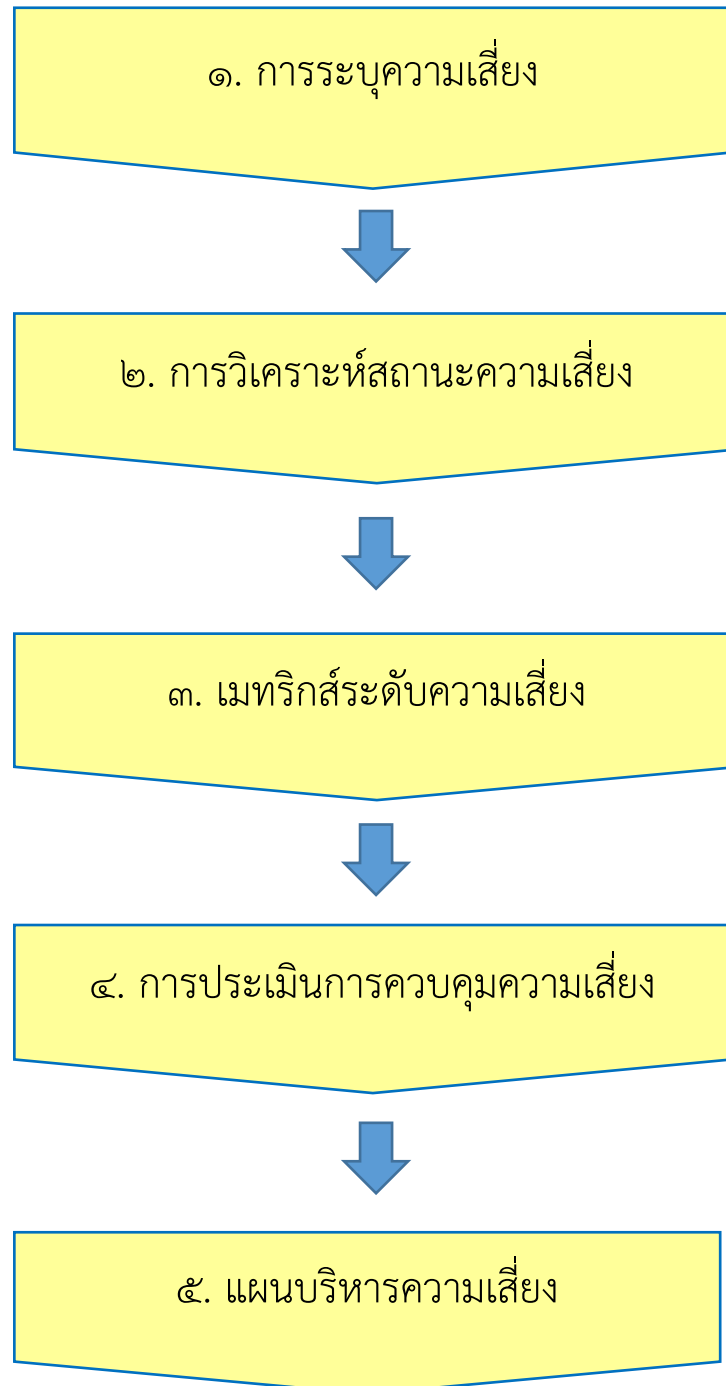 ๑. การระบุความเสี่ยง
๒. การวิเคราะห์สถานะความเสี่ยง
๓. เมทริกส์ระดับความเสี่ยง
๔. การประเมินการควบคุมความเสี่ยง
๕. แผนบริหารความเสี่ยง